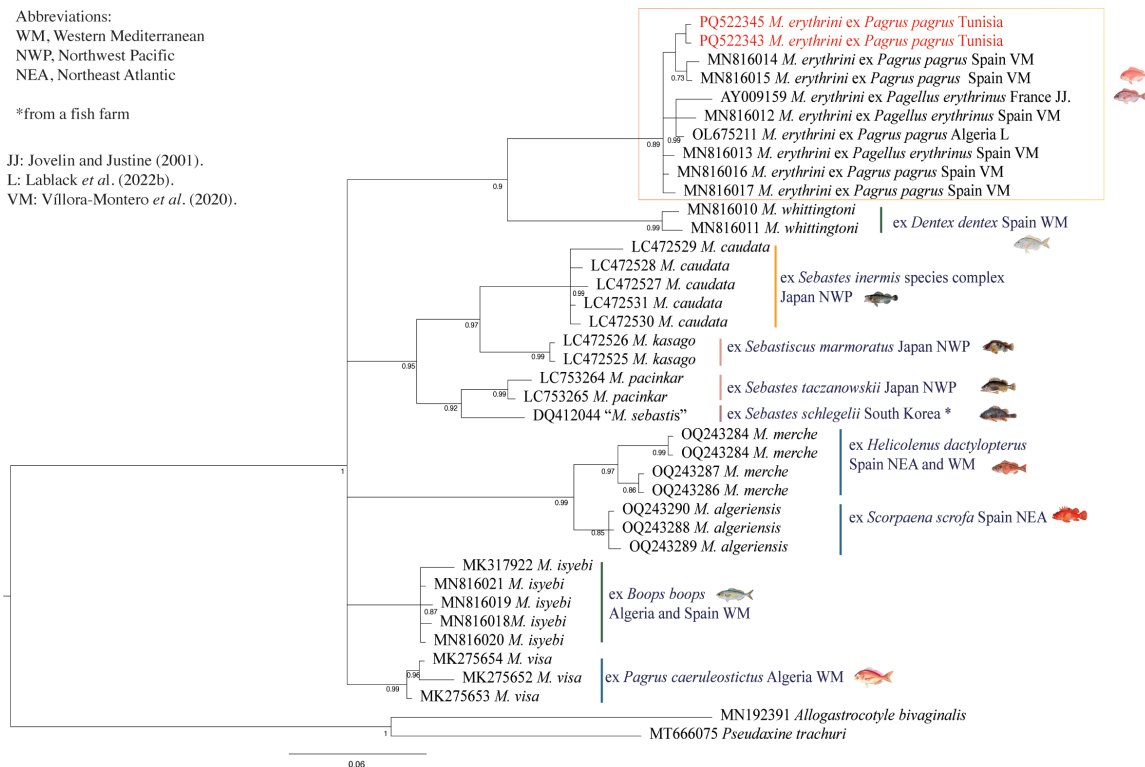 Abbreviations:
WM, Western Mediterranean
NWP, Northwest Pacific
NEA, Northeast Atlantic
*from a fish farm
JJ: Jovelin and Justine (2001).
L: Lablack et al. (2022b).
VM: Víllora-Montero et al. (2020).
PQ522345 M. erythrini ex Pagrus pagrus Tunisia
PQ522343 M. erythrini ex Pagrus pagrus Tunisia
MN816014 M. erythrini ex Pagrus pagrus Spain VM
0.73
MN816015 M. erythrini ex Pagrus pagrus Spain VM
AY009159 M. erythrini ex Pagellus erythrinus France JJ.
MN816012 M. erythrini ex Pagellus erythrinus Spain VM
OL675211 M. erythrini ex Pagrus pagrus Algeria L
0.89
0.99
MN816013 M. erythrini ex Pagellus erythrinus Spain VM
MN816016 M. erythrini ex Pagrus pagrus Spain VM
0.9
MN816017 M. erythrini ex Pagrus pagrus Spain VM
MN816010 M. whittingtoni
0.99
MN816011 M. whittingtoni
ex Dentex dentex Spain WM
LC472529 M. caudata
LC472528 M. caudata
LC472527 M. caudata
0.99
LC472531 M. caudata
LC472530 M. caudata
ex Sebastes inermis species complex
Japan NWP
0.97
LC472526 M. kasago
0.99
LC472525 M. kasago
ex Sebastiscus marmoratus Japan NWP
0.95
LC753264 M. pacinkar
0.99
LC753265 M. pacinkar
ex Sebastes taczanowskii Japan NWP
0.92
DQ412044 “M. sebastis”
ex Sebastes schlegelii South Korea *
OQ243284 M. merche
0.99
OQ243284 M. merche
0.97
OQ243287 M. merche
0.86
OQ243286 M. merche
ex Helicolenus dactylopterus
Spain NEA and WM
1
0.99
OQ243290 M. algeriensis
OQ243288 M. algeriensis
0.85
OQ243289 M. algeriensis
ex Scorpaena scrofa Spain NEA
MK317922 M. isyebi
MN816021 M. isyebi
MN816019 M. isyebi
0.87
MN816018M. isyebi
MN816020 M. isyebi
ex Boops boops
Algeria and Spain WM
MK275654 M. visa
0.96
MK275652 M. visa
0.99
MK275653 M. visa
ex Pagrus caeruleostictus Algeria WM
MN192391 Allogastrocotyle bivaginalis
1
MT666075 Pseudaxine trachuri
0.06